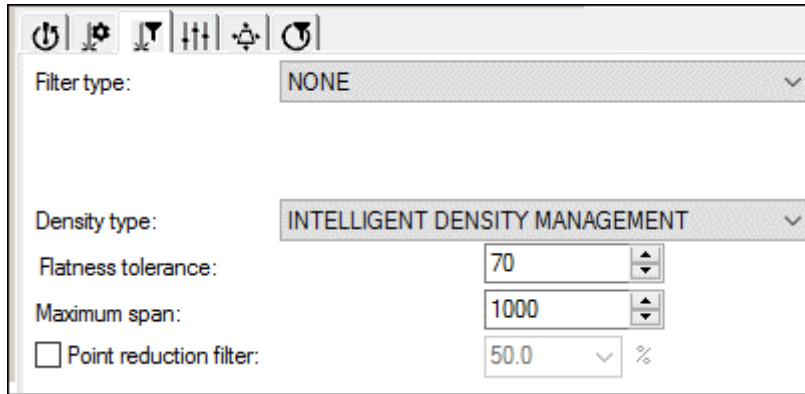 Filter type: NONE
Density type: INTELLIGENT DENSITY MANAGEMENT
Flatness tolerance: 70
Maximum span: 1000
Point reduction filter: 50.0 %